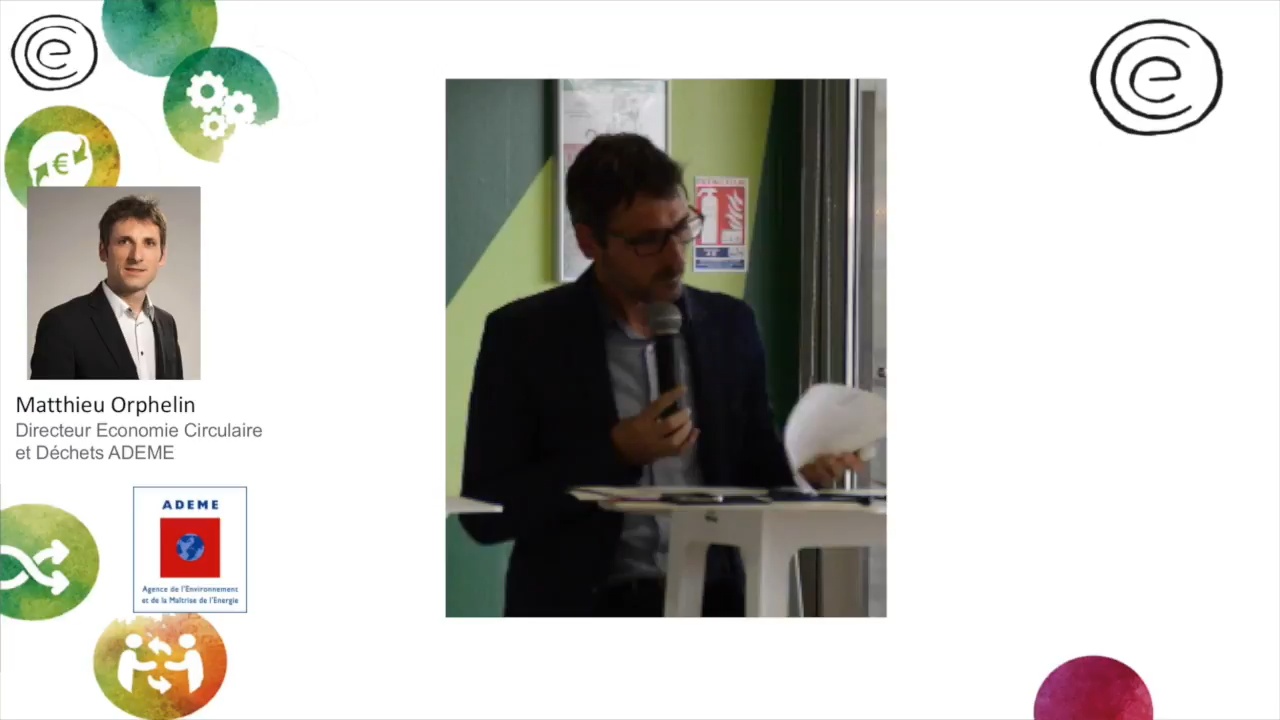 Matthieu Orphelin
Directeur Economie Circulaire
et Déchets ADEME
ADEME
Agence de l'Environnement
et de la Maîtrise de l'Energie
e
e
€